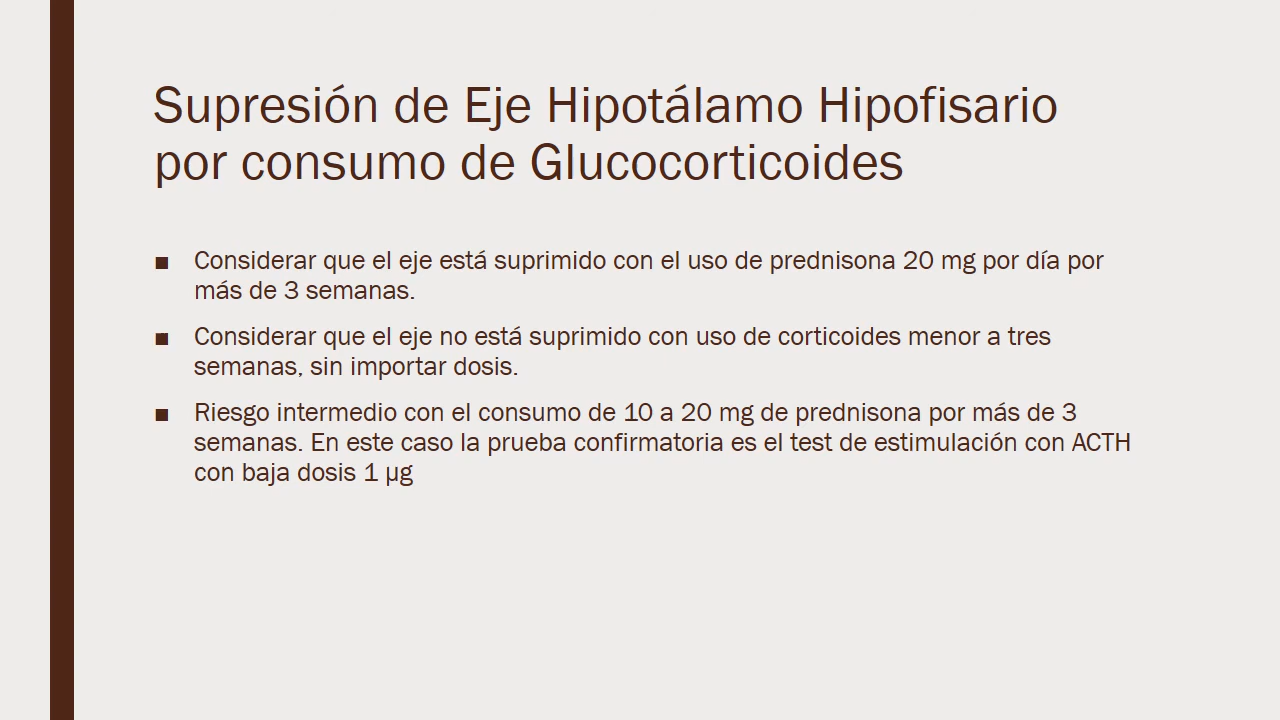 Supresión de Eje Hipotálamo Hipofisario
por consumo de Glucocorticoides
■ Considerar que el eje está suprimido con el uso de prednisona 20 mg por día por
más de 3 semanas.
■ Considerar que el eje no está suprimido con uso de corticoides menor a tres
semanas, sin importar dosis.
■ Riesgo intermedio con el consumo de 10 a 20 mg de prednisona por más de 3
semanas. En este caso la prueba confirmatoria es el test de estimulación con ACTH
con baja dosis 1 µg